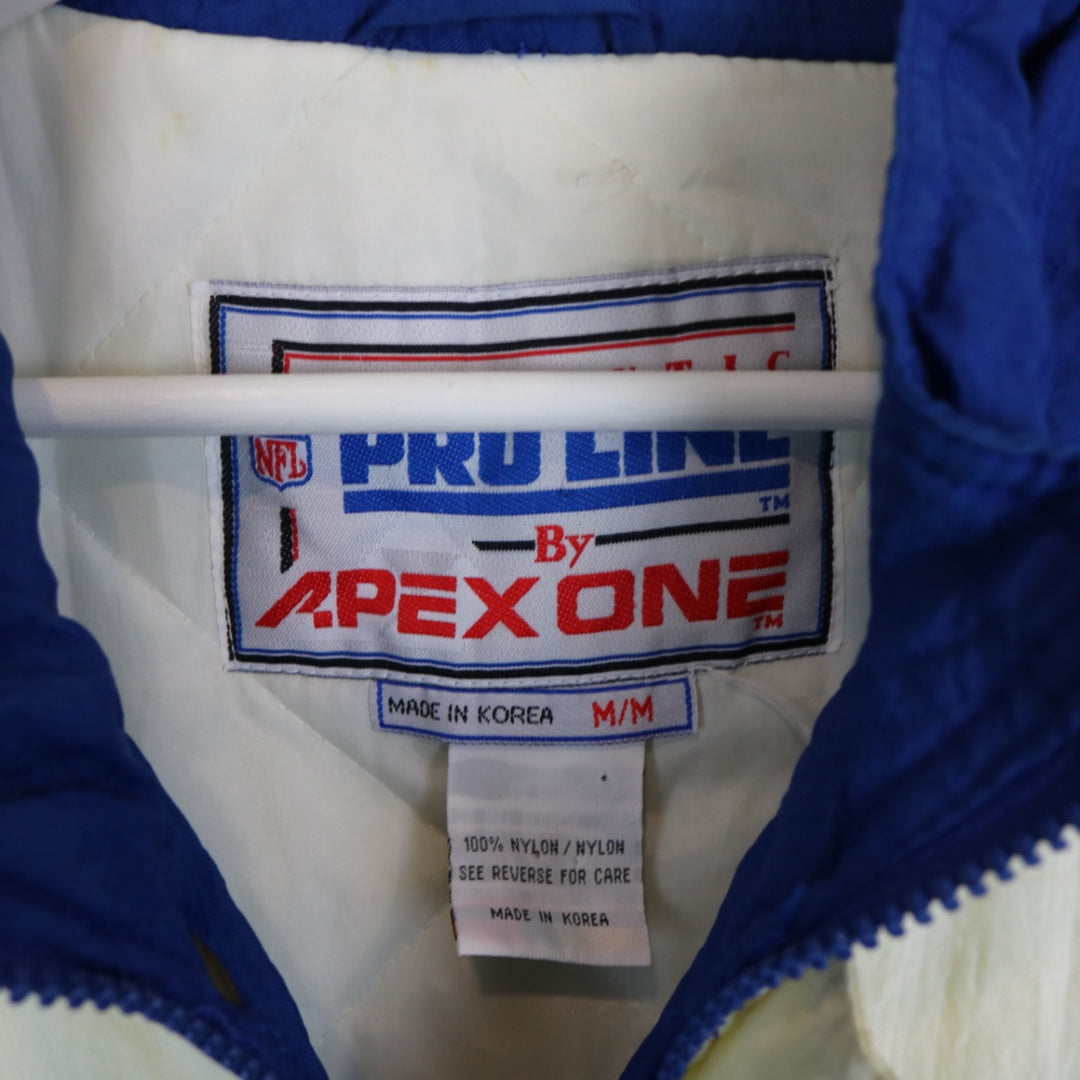 NFL
PRO LINE
TM
By
APEX ONE
TM
MADE IN KOREA M/M
100% NYLON / NYLON
SEE REVERSE FOR CARE
MADE IN KOREA